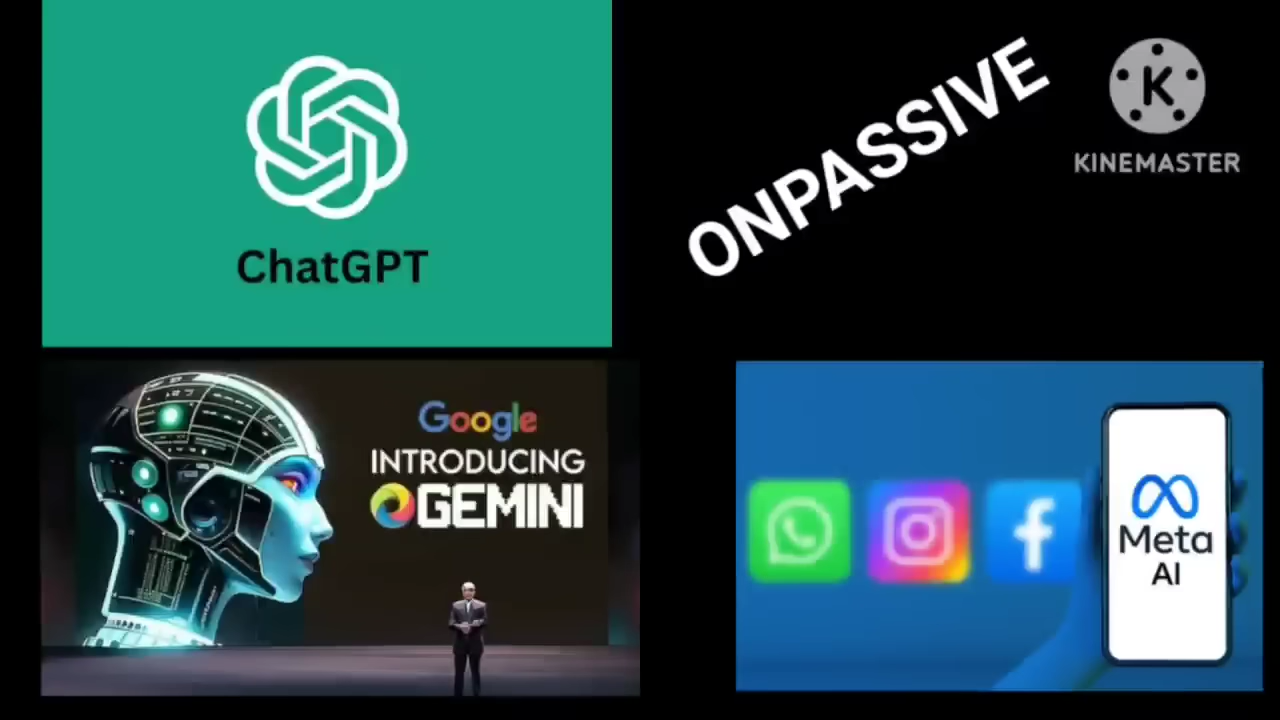 ChatGPT
ONPASSIVE
K
KINEMASTER
Google
INTRODUCING
GEMINI
Meta
AI